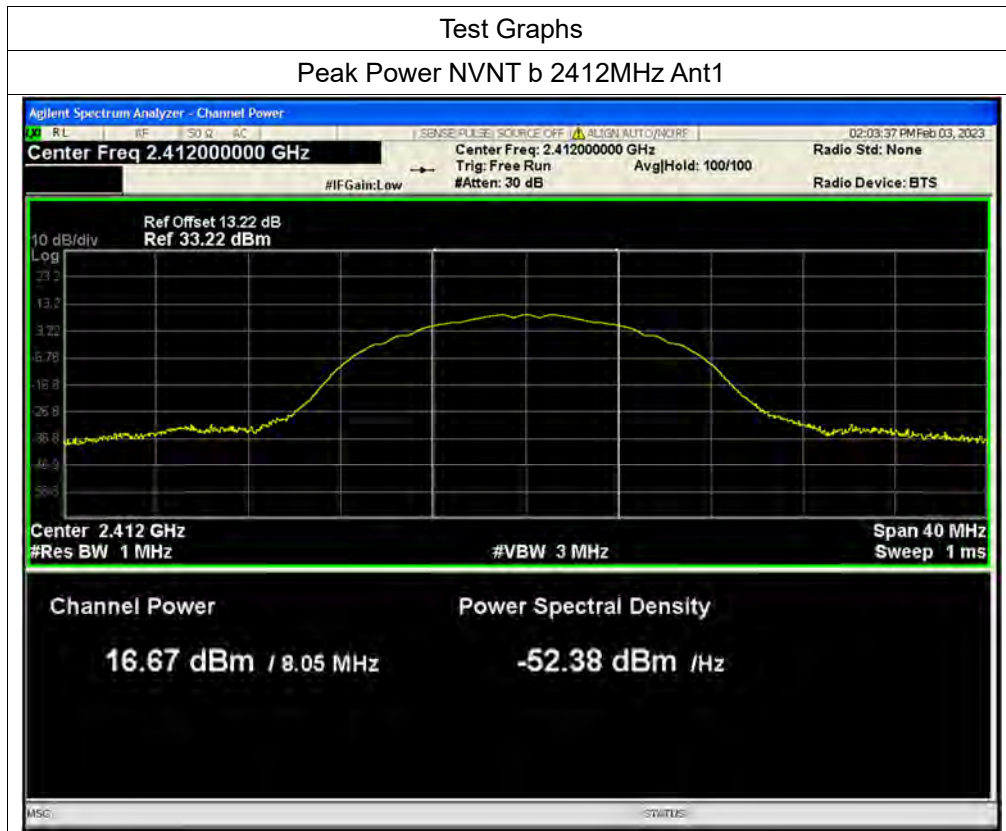 Test Graphs
Peak Power NVNT b 2412MHz Ant1
Agilent Spectrum Analyzer - Channel Power
LXI RL RF 50 Ω AC SENSE:PULSE SOURCE OFF ALIGN AUTO/NO RF 02:03:37 PM Feb 03, 2023
Center Freq 2.412000000 GHz Center Freq: 2.412000000 GHz Radio Std: None
Trig: Free Run Avg|Hold: 100/100
#IFGain:Low #Atten: 30 dB Radio Device: BTS
Ref Offset 13.22 dB
10 dB/div Ref 33.22 dBm
Log
23.2
13.2
3.22
-6.78
-16.8
-26.8
-36.8
-46.8
-56.8
Center 2.412 GHz Span 40 MHz
#Res BW 1 MHz #VBW 3 MHz Sweep 1 ms
Channel Power Power Spectral Density
16.67 dBm / 8.05 MHz -52.38 dBm /Hz
MSG STATUS